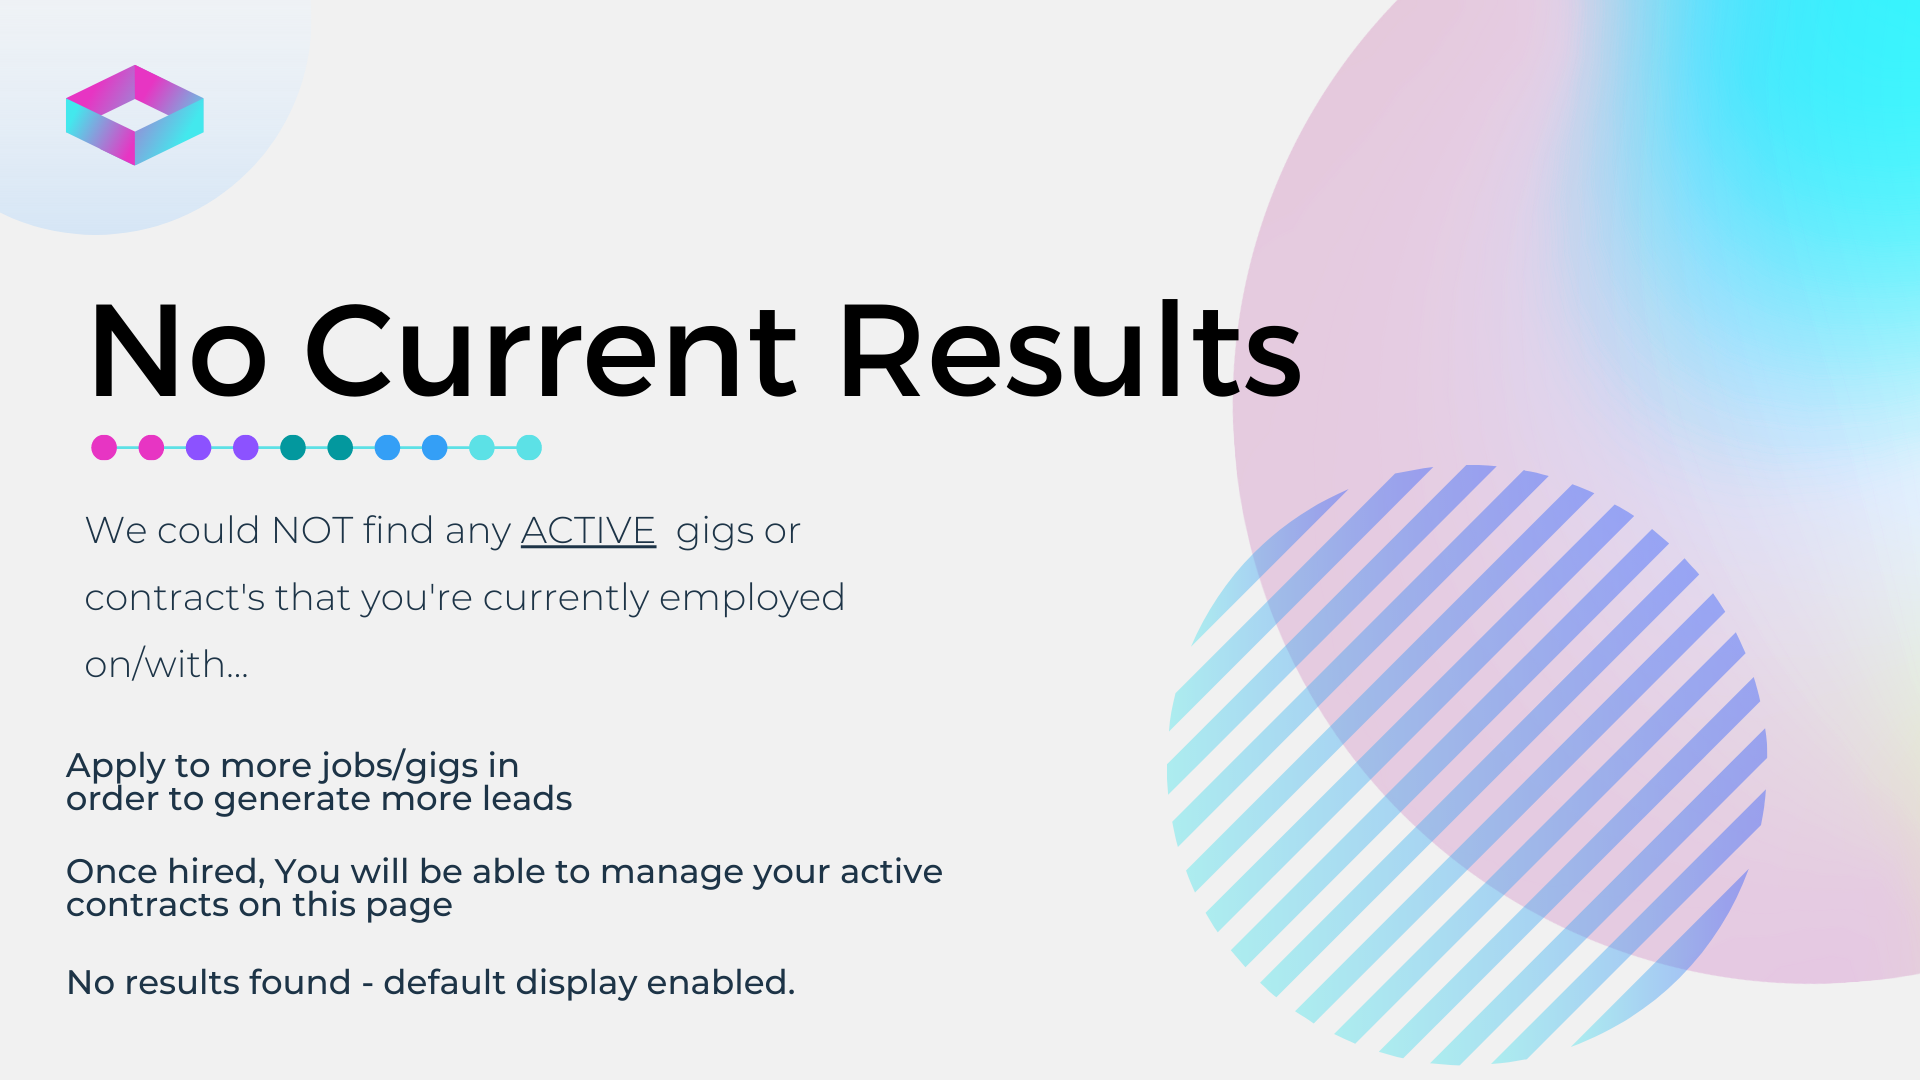 No Current Results
We could NOT find any ACTIVE  gigs or
contract's that you're currently employed
on/with...
Apply to more jobs/gigs in
order to generate more leads
Once hired, You will be able to manage your active
contracts on this page
No results found - default display enabled.